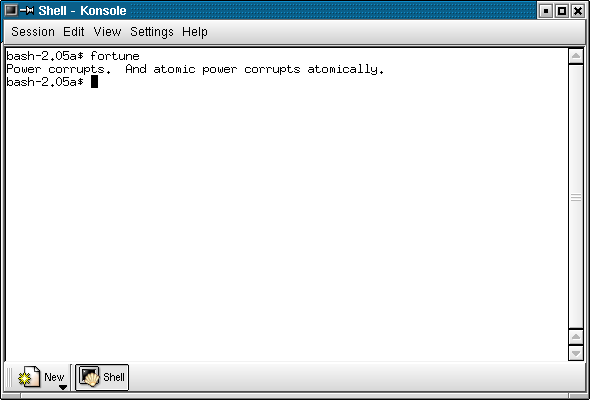 Shell - Konsole
Session Edit View Settings Help
bash-2.05a$ fortune
Power corrupts.  And atomic power corrupts atomically.
bash-2.05a$
New Shell